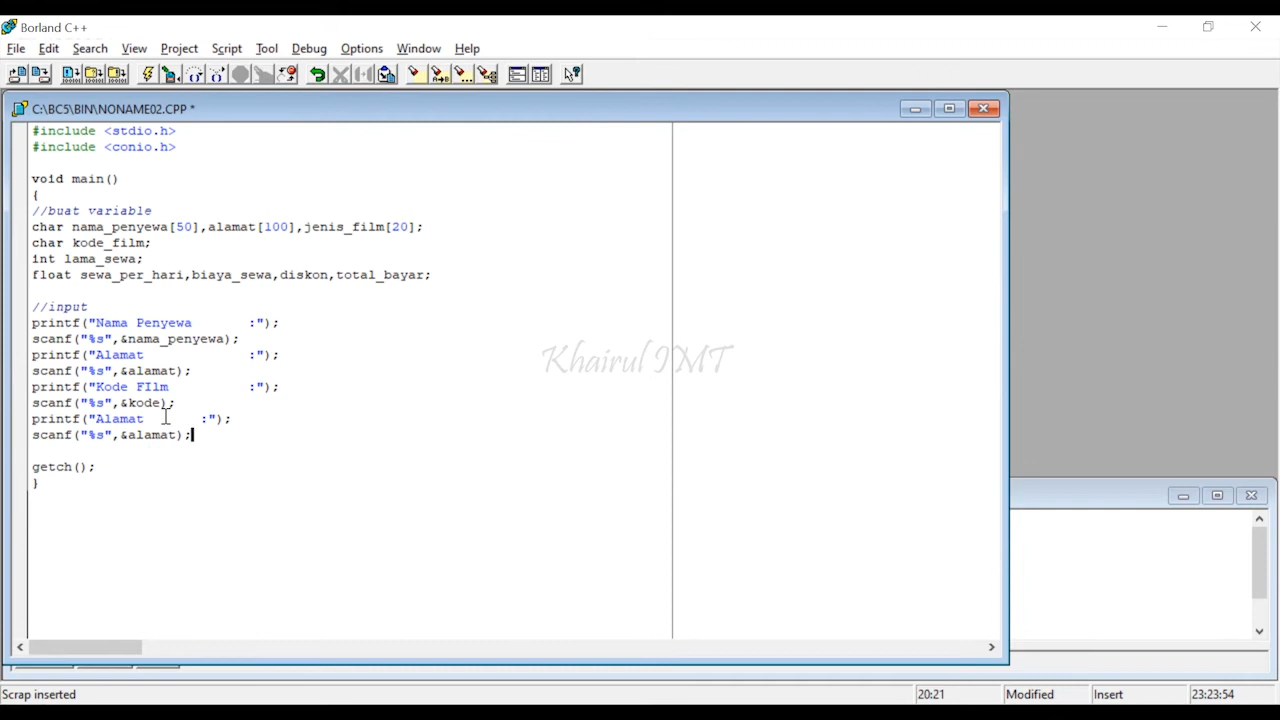 Borland C++
File Edit Search View Project Script Tool Debug Options Window Help
C:\BC5\BIN\NONAME02.CPP *
#include <stdio.h>
#include <conio.h>
void main()
{
//buat variable
char nama_penyewa[50],alamat[100],jenis_film[20];
char kode_film;
int lama_sewa;
float sewa_per_hari,biaya_sewa,diskon,total_bayar;
//input
printf("Nama Penyewa       :");
scanf("%s",&nama_penyewa);
printf("Alamat             :");
scanf("%s",&alamat);
printf("Kode FIlm          :");
scanf("%s",&kode);
printf("Alamat       :");
scanf("%s",&alamat);
getch();
}
Khairul IMT
Scrap inserted 20:21 Modified Insert 23:23:54